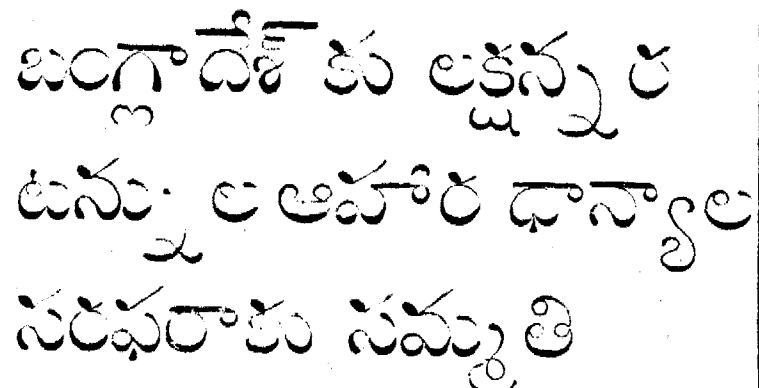 బంగ్లాదేశ్ కు లక్షన్నర
టన్నుల ఆహార ధాన్యాల
సరఫరాకు సమ్మతి